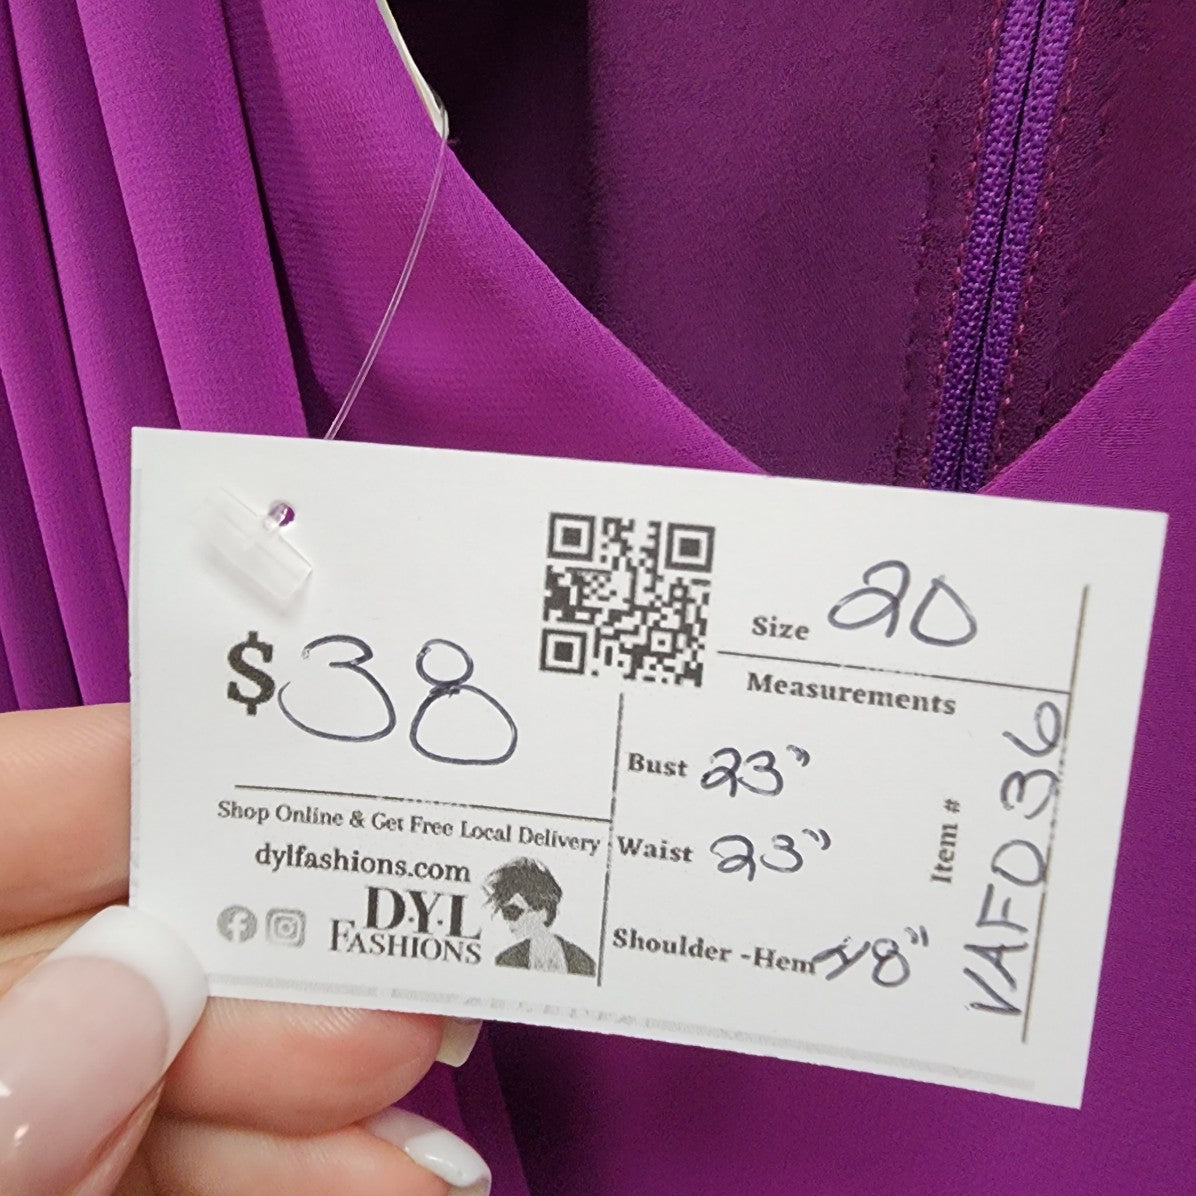 $38
Shop Online & Get Free Local Delivery
dylfashions.com
D·Y·L
FASHIONS
Size 20
Measurements
Bust 23"
Waist 23"
Shoulder -Hem 48"
Item #
VAF036